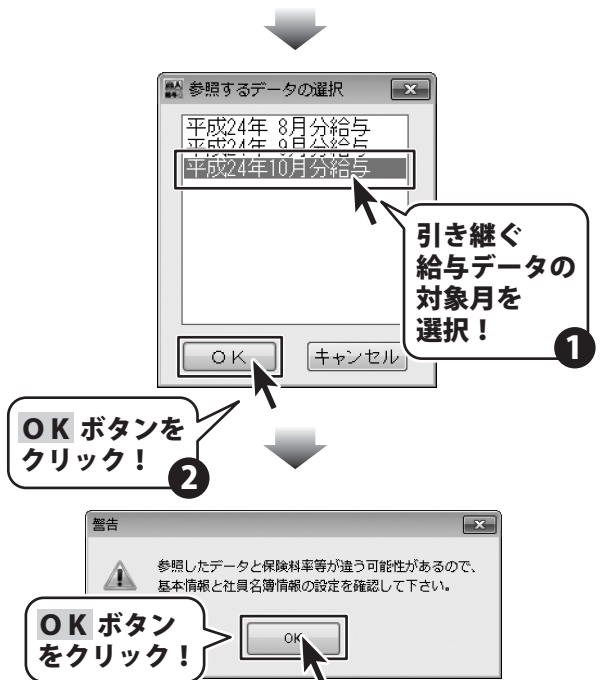 参照するデータの選択
平成24年 8月分給与
平成24年 9月分給与
平成24年10月分給与
引き継ぐ
給与データの
対象月を
選択！
1
ＯＫ
キャンセル
ＯＫ ボタンを
クリック！
2
警告
参照したデータと保険料率等が違う可能性があるので、
基本情報と社員名簿情報の設定を確認して下さい。
ＯＫ ボタン
をクリック！
OK